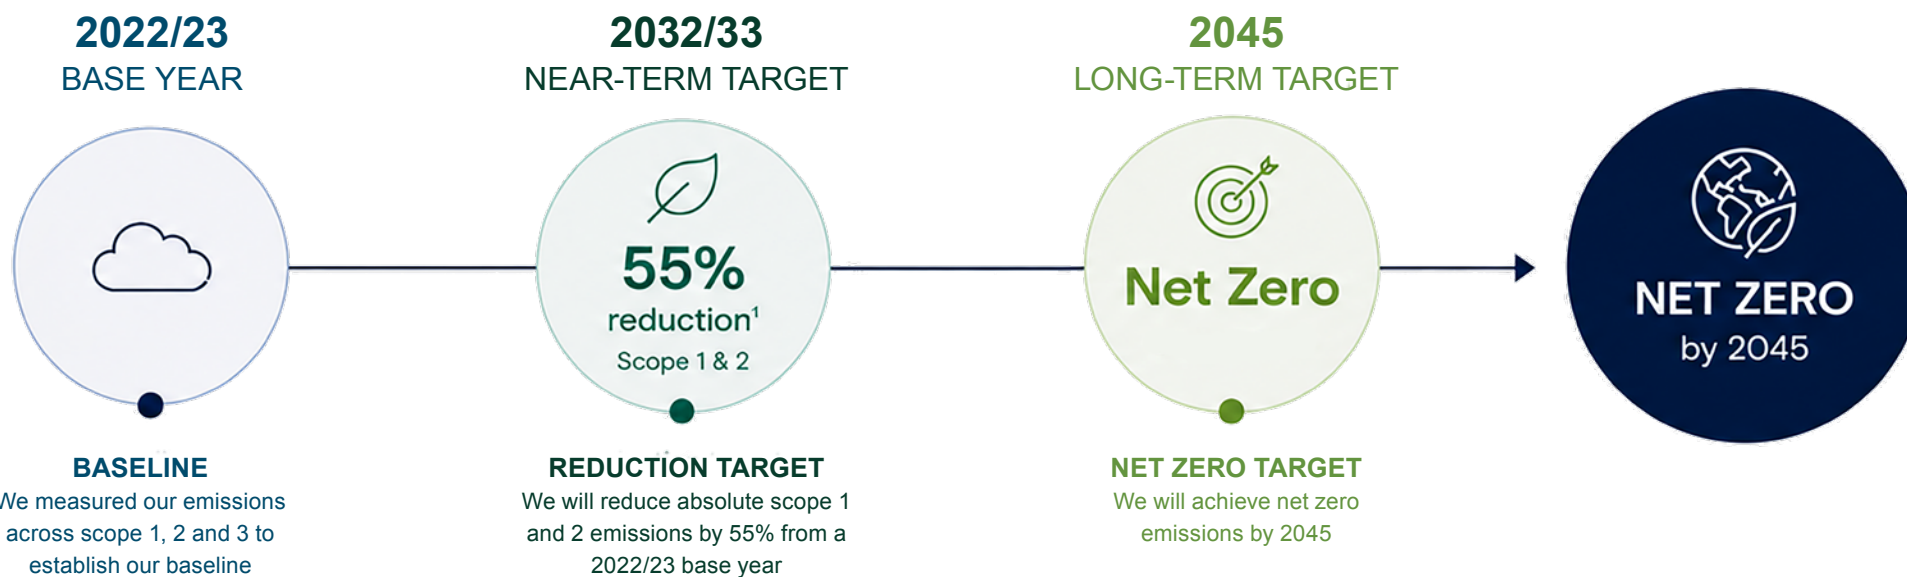 2022/23
BASE YEAR
2032/33
NEAR-TERM TARGET
2045
LONG-TERM TARGET
55%
reduction¹
Scope 1 & 2
Net Zero
NET ZERO
by 2045
BASELINE
We measured our emissions
across scope 1, 2 and 3 to
establish our baseline
REDUCTION TARGET
We will reduce absolute scope 1
and 2 emissions by 55% from a
2022/23 base year
NET ZERO TARGET
We will achieve net zero
emissions by 2045